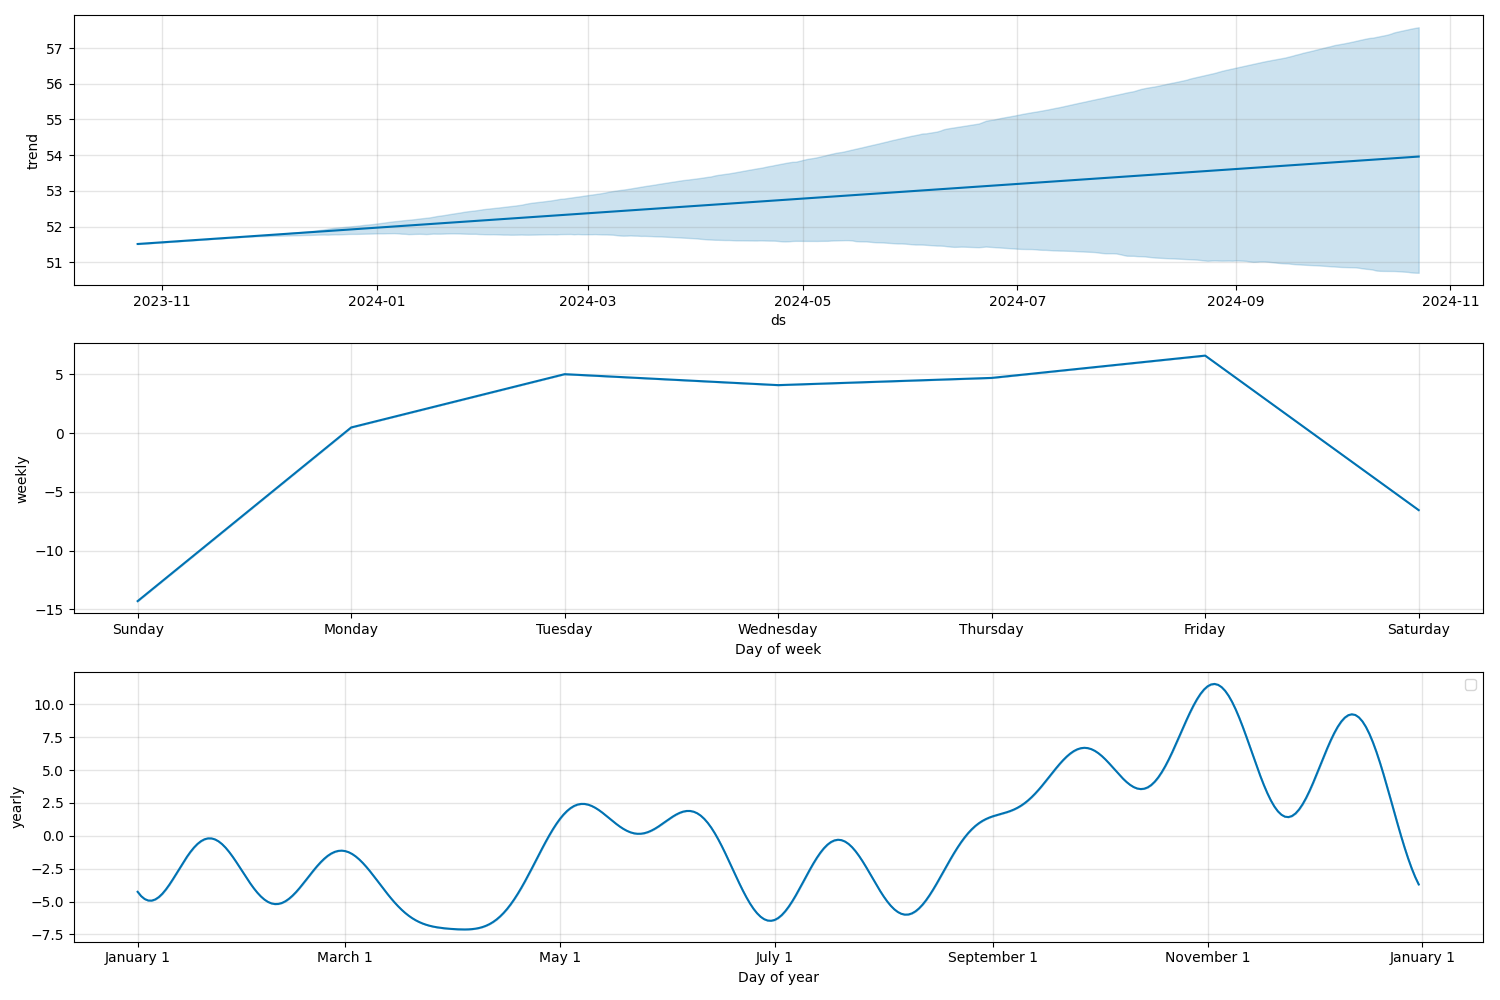 57
56
55
54
53
52
51
trend
2023-11 2024-01 2024-03 2024-05 2024-07 2024-09 2024-11
ds
5
0
−5
−10
−15
weekly
Sunday Monday Tuesday Wednesday Thursday Friday Saturday
Day of week
10.0
7.5
5.0
2.5
0.0
−2.5
−5.0
−7.5
yearly
January 1 March 1 May 1 July 1 September 1 November 1 January 1
Day of year